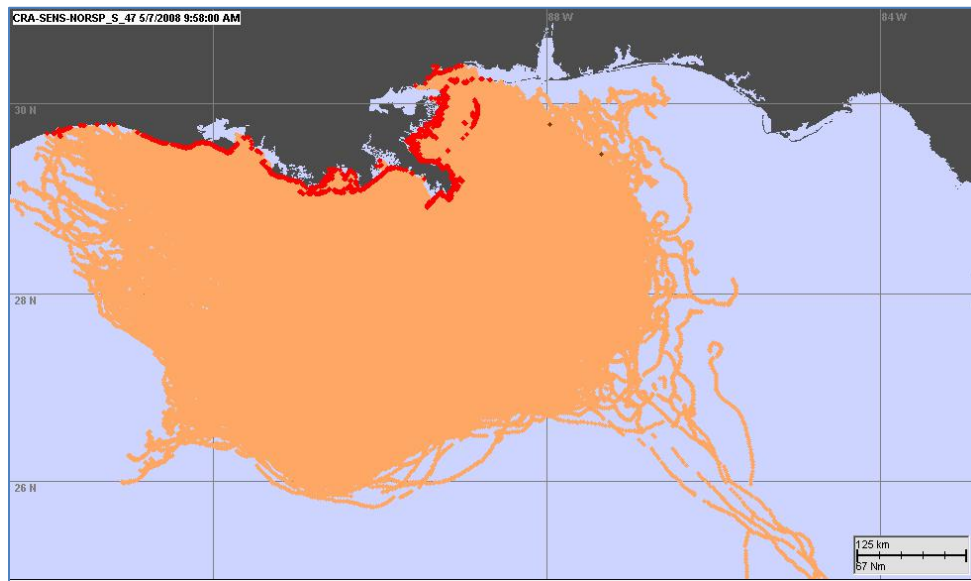 CRA-SENS-NORSP_S_47 5/7/2008 9:58:00 AM
88 W
84 W
30 N
28 N
26 N
125 km
67 Nm